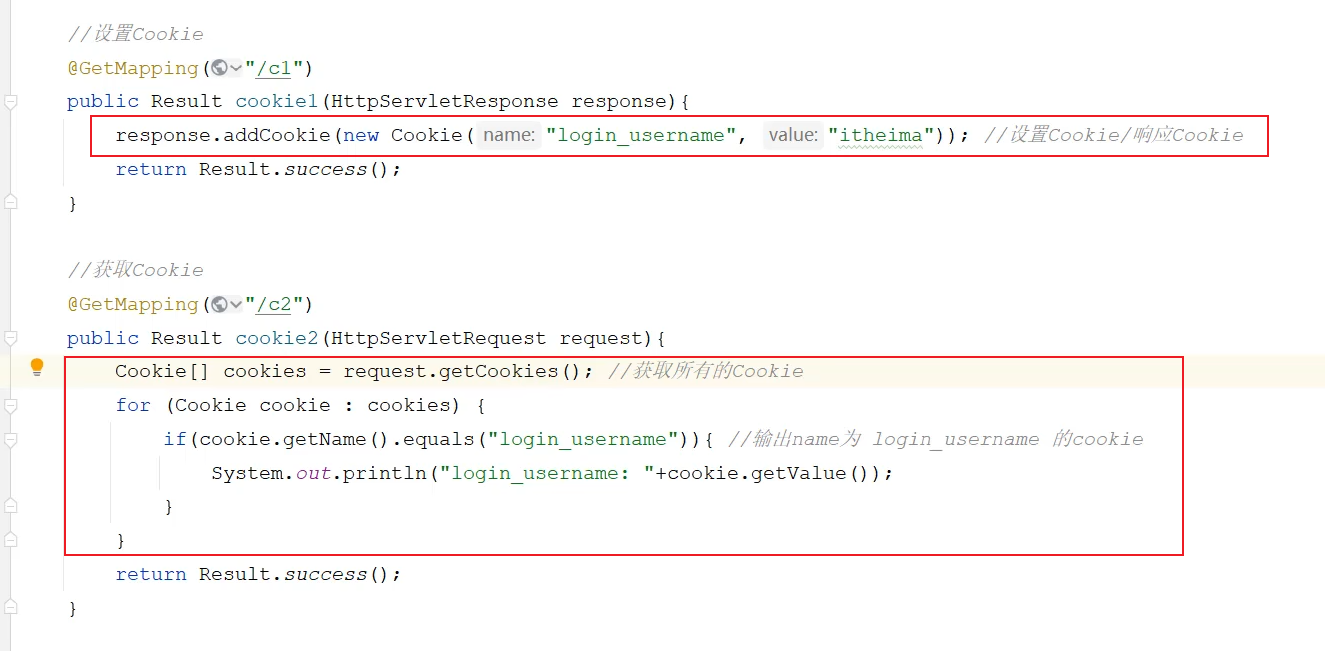 //设置Cookie
@GetMapping("/c1")
public Result cookie1(HttpServletResponse response){
response.addCookie(new Cookie( name: "login_username", value: "itheima")); //设置Cookie/响应Cookie
return Result.success();
}
//获取Cookie
@GetMapping("/c2")
public Result cookie2(HttpServletRequest request){
Cookie[] cookies = request.getCookies(); //获取所有的Cookie
for (Cookie cookie : cookies) {
if(cookie.getName().equals("login_username")){ //输出name为 login_username 的cookie
System.out.println("login_username: "+cookie.getValue());
}
}
return Result.success();
}